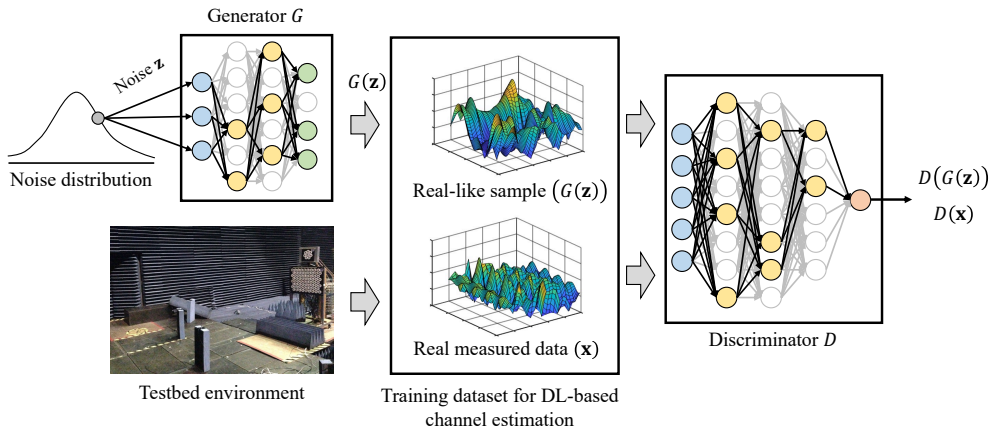 Generator G
Noise z
Noise distribution
G(z)
Real-like sample (G(z))
Real measured data (x)
Testbed environment
Training dataset for DL-based
channel estimation
D(G(z))
D(x)
Discriminator D